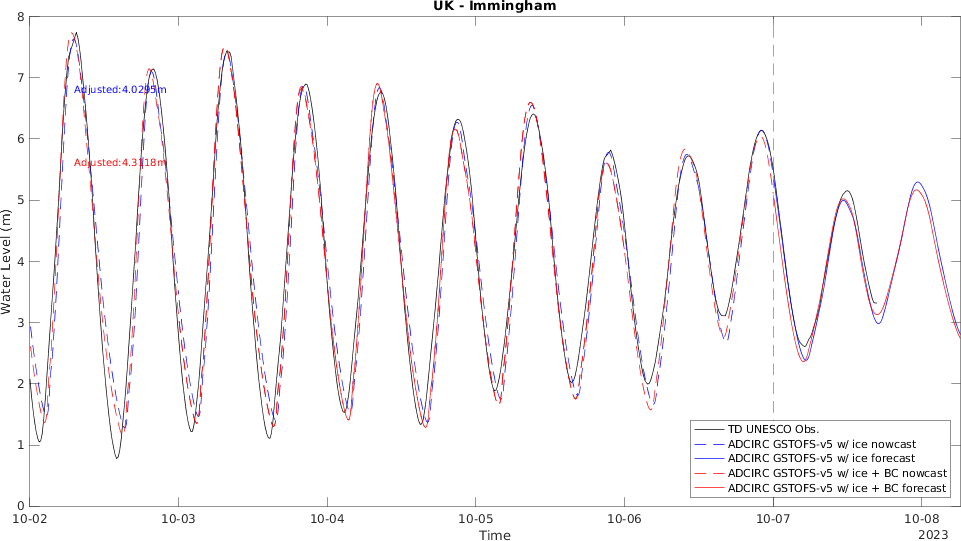 UK - Immingham
8
7
6
5
4
3
2
1
0
Water Level (m)
Adjusted:4.0295m
Adjusted:4.3118m
TD UNESCO Obs.
ADCIRC GSTOFS-v5 w/ ice nowcast
ADCIRC GSTOFS-v5 w/ ice forecast
ADCIRC GSTOFS-v5 w/ ice + BC nowcast
ADCIRC GSTOFS-v5 w/ ice + BC forecast
10-02 10-03 10-04 10-05 10-06 10-07 10-08
Time
2023